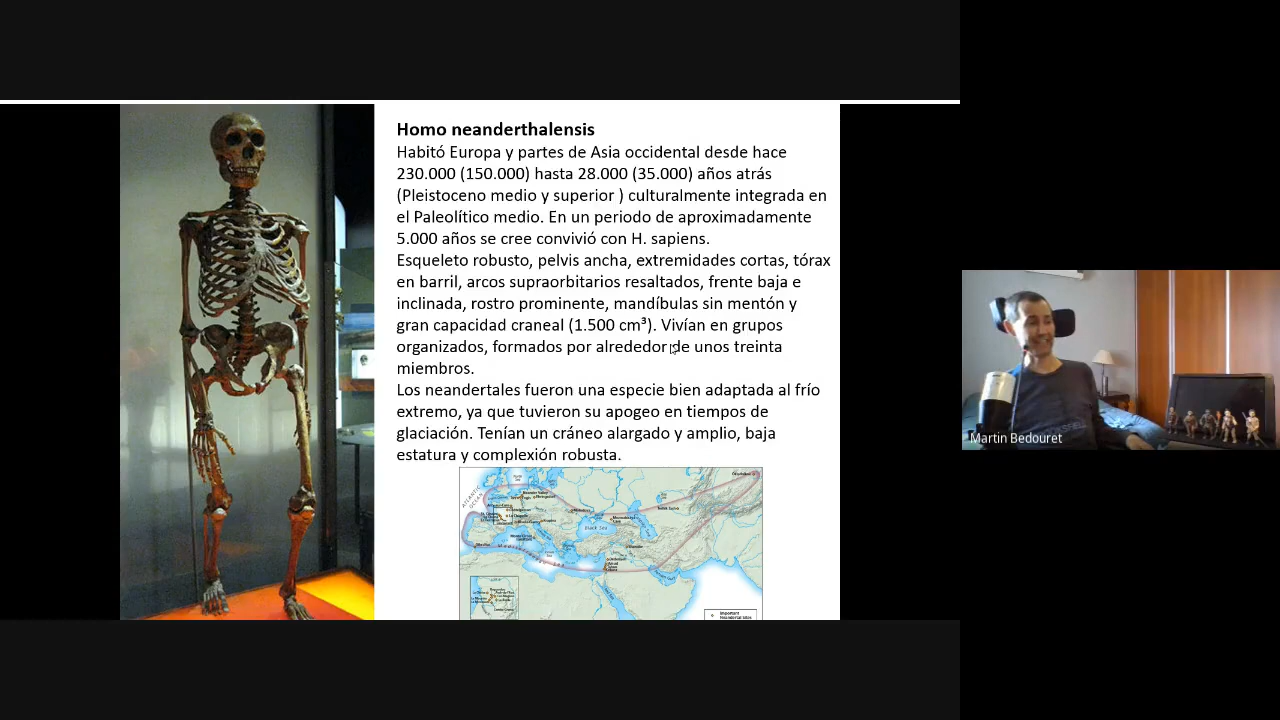 Homo neanderthalensis
Habitó Europa y partes de Asia occidental desde hace
230.000 (150.000) hasta 28.000 (35.000) años atrás
(Pleistoceno medio y superior ) culturalmente integrada en
el Paleolítico medio. En un periodo de aproximadamente
5.000 años se cree convivió con H. sapiens.
Esqueleto robusto, pelvis ancha, extremidades cortas, tórax
en barril, arcos supraorbitarios resaltados, frente baja e
inclinada, rostro prominente, mandíbulas sin mentón y
gran capacidad craneal (1.500 cm³). Vivían en grupos
organizados, formados por alrededor de unos treinta
miembros.
Los neandertales fueron una especie bien adaptada al frío
extremo, ya que tuvieron su apogeo en tiempos de
glaciación. Tenían un cráneo alargado y amplio, baja
estatura y complexión robusta.
ATLANTIC OCEAN
Black Sea
Important
Neandertal Sites
Martin Bedouret